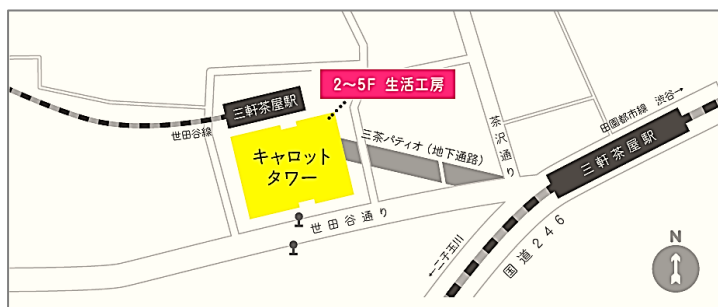 2〜5F 生活工房
三軒茶屋駅
世田谷線
キャロット
タワー
三茶パティオ(地下通路)
茶沢通り
田園都市線 渋谷→
三軒茶屋駅
世田谷通り
←二子玉川
国道246
N